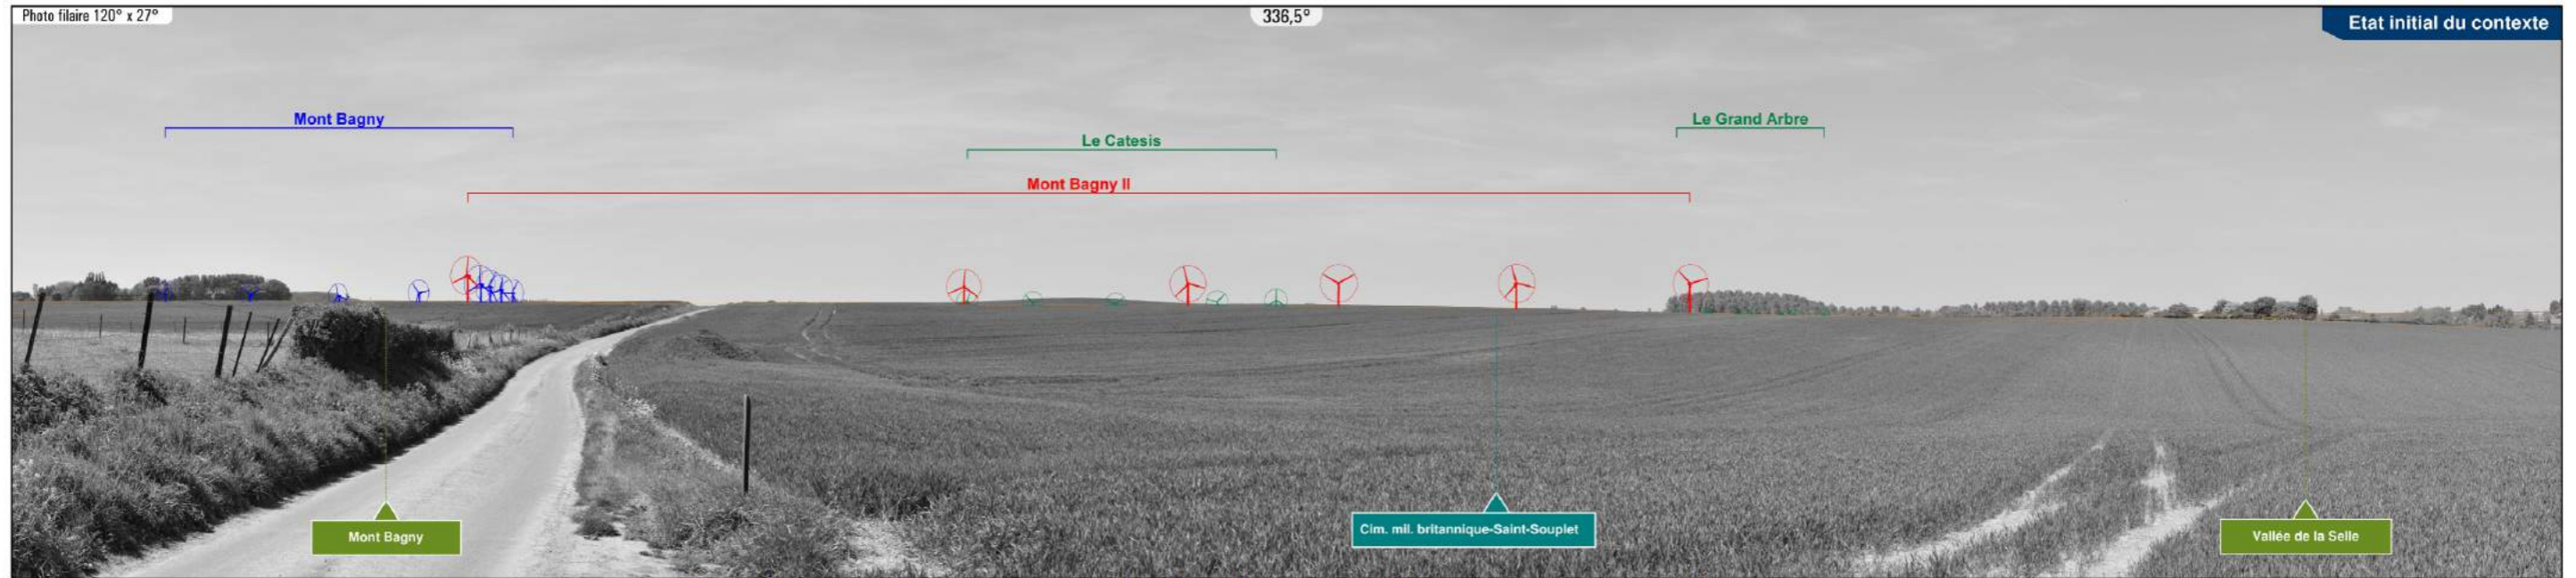 Photo filaire 120° x 27°
336,5°
Etat initial du contexte
Mont Bagny
Le Grand Arbre
Le Catesis
Mont Bagny II
Mont Bagny
Cim. mil. britannique-Saint-Souplet
Vallée de la Selle